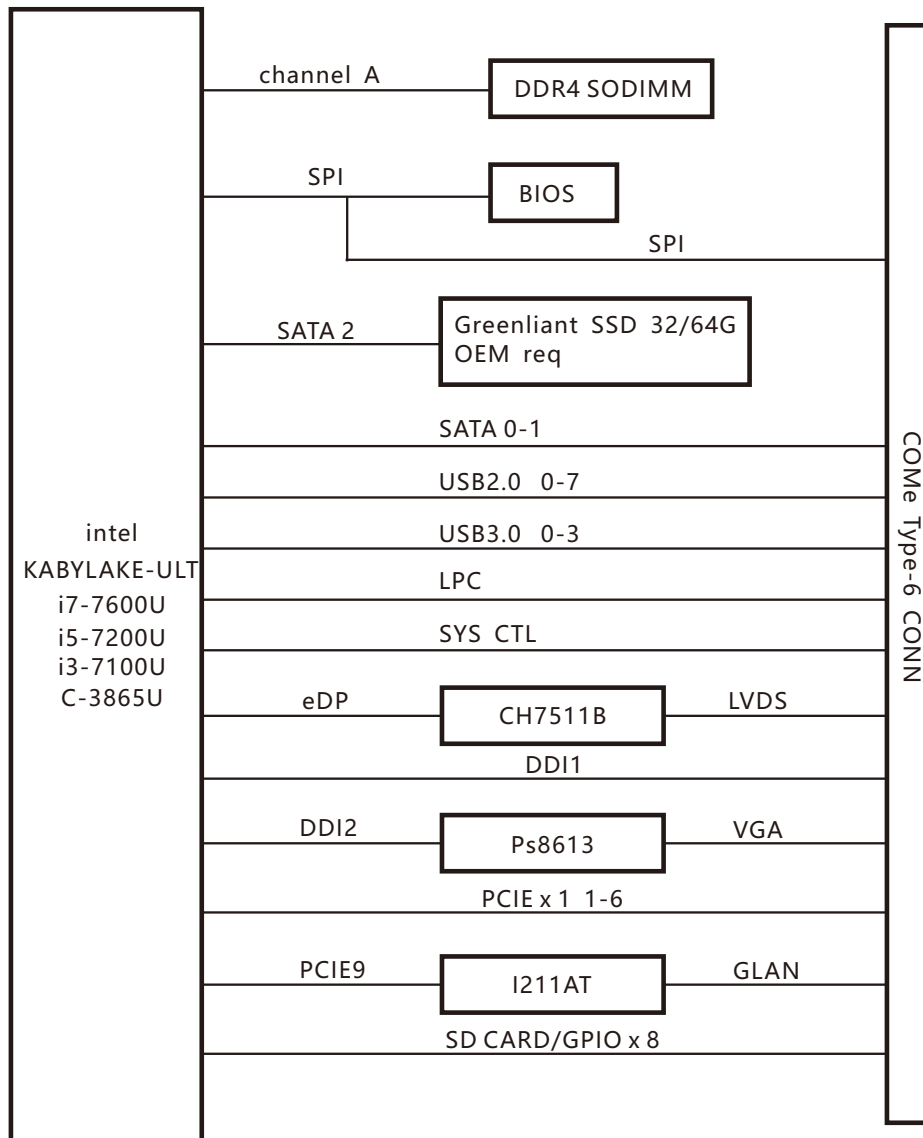 channel A
DDR4 SODIMM
SPI
BIOS
SPI
SATA 2
Greenliant SSD 32/64G
OEM req
SATA 0-1
USB2.0 0-7
USB3.0 0-3
LPC
SYS CTL
intel
KABYLAKE-ULT
i7-7600U
i5-7200U
i3-7100U
C-3865U
COMe Type-6 CONN
eDP
CH7511B
LVDS
DDI1
DDI2
Ps8613
VGA
PCIE x 1 1-6
PCIE9
I211AT
GLAN
SD CARD/GPIO x 8